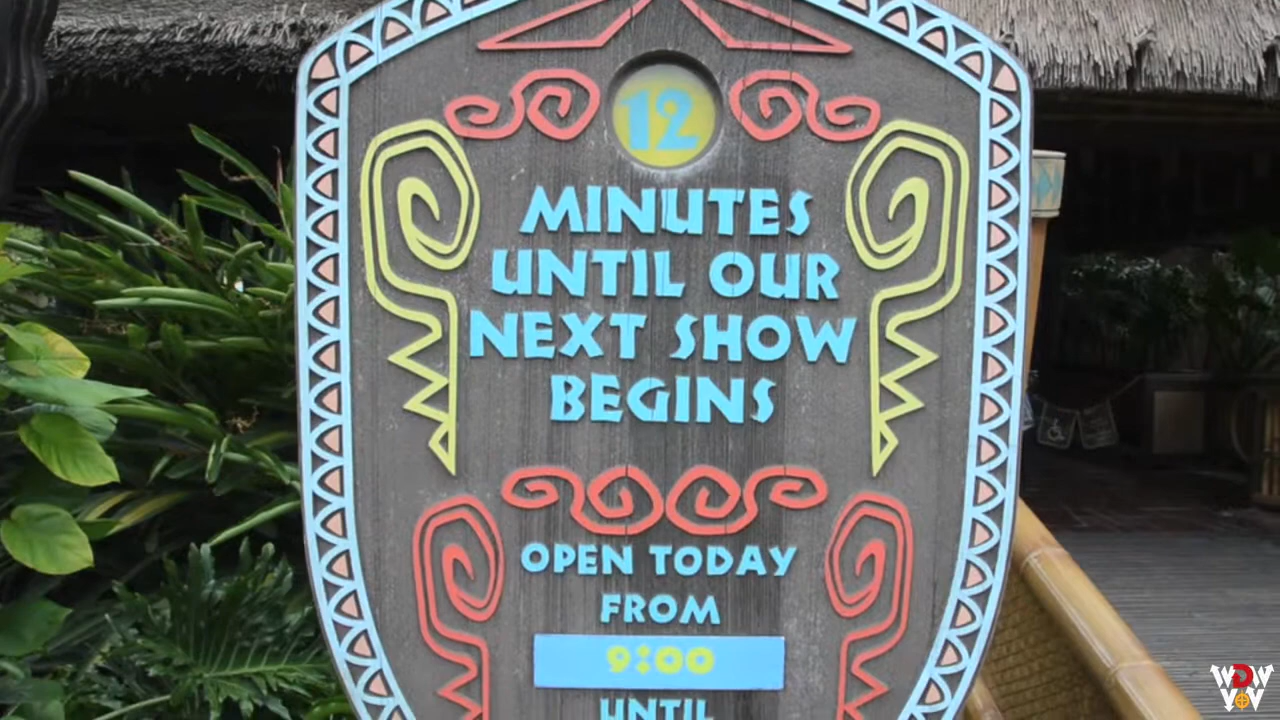 12
MINUTES
UNTIL OUR
NEXT SHOW
BEGINS
OPEN TODAY
FROM
9:00
UNTIL